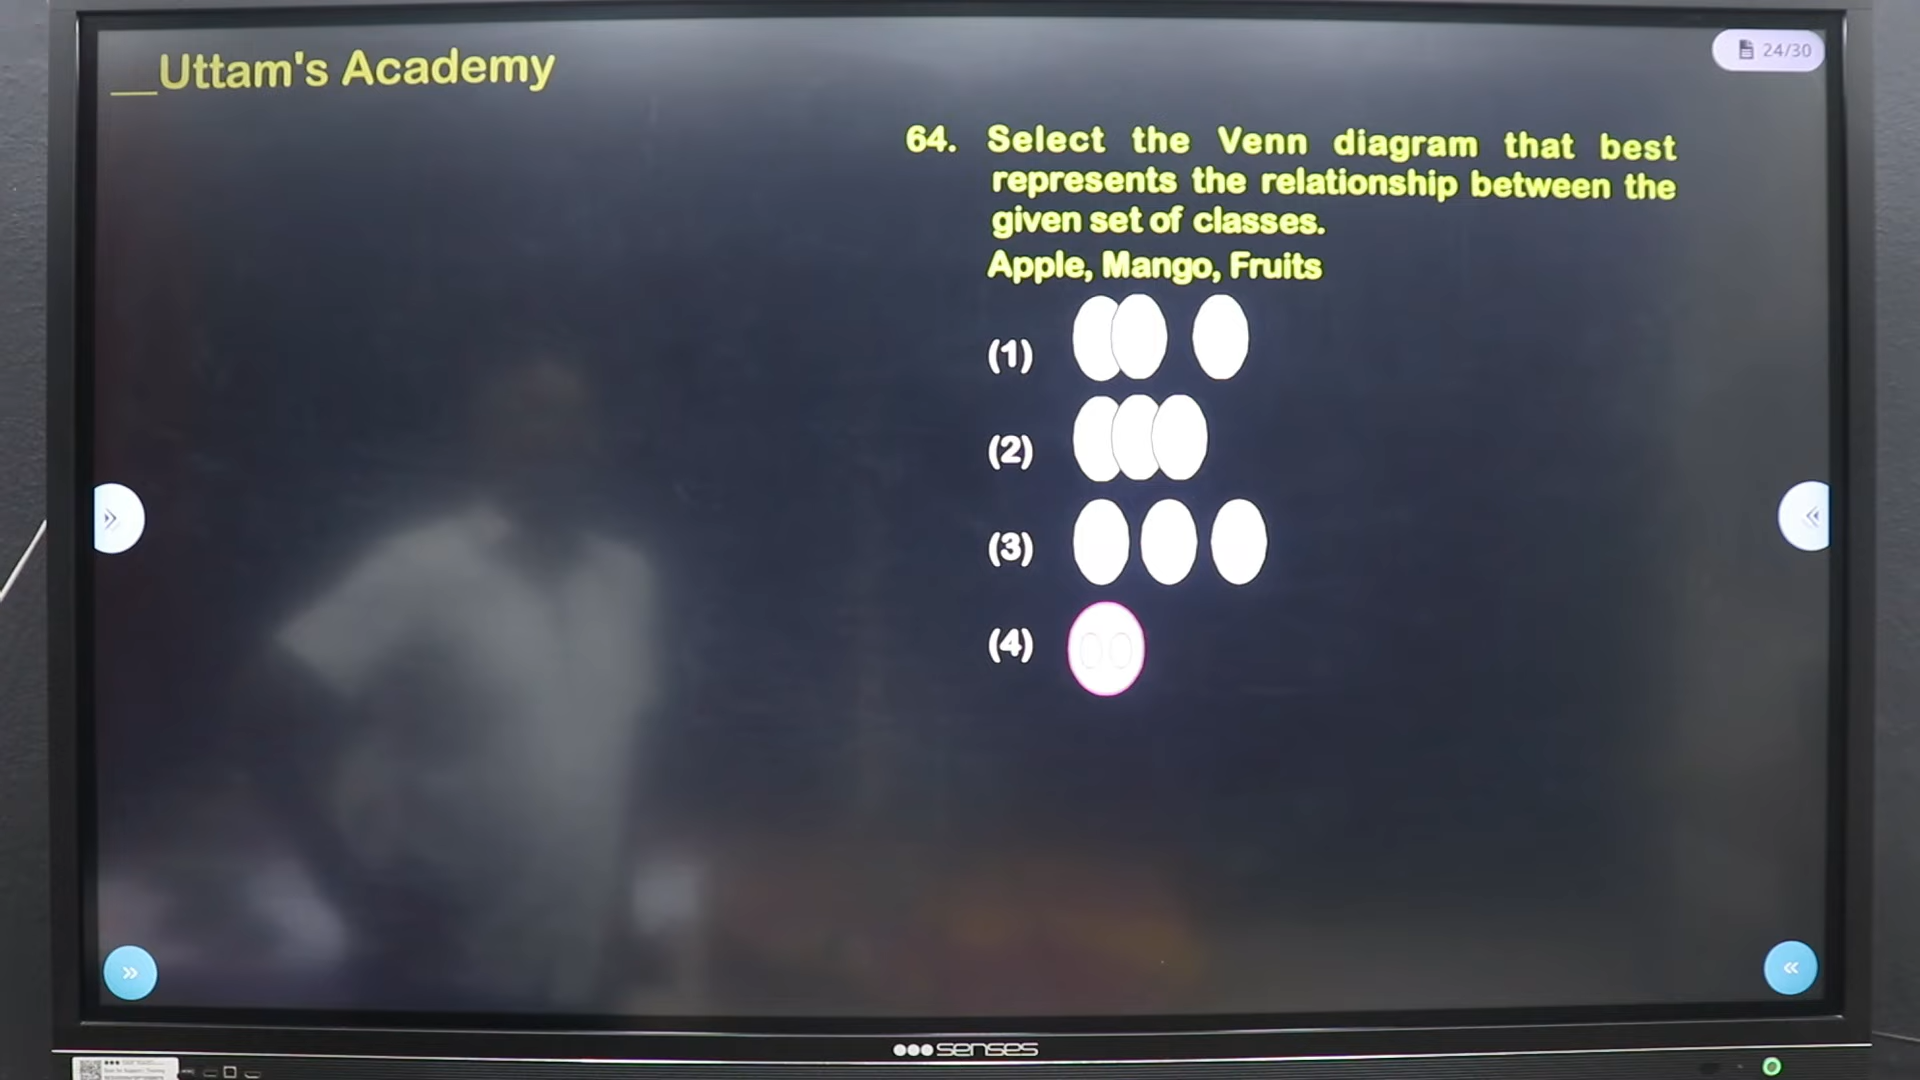 __Uttam's Academy
24/30
64. Select the Venn diagram that best
represents the relationship between the
given set of classes.
Apple, Mango, Fruits
(1)
(2)
(3)
(4)
senses